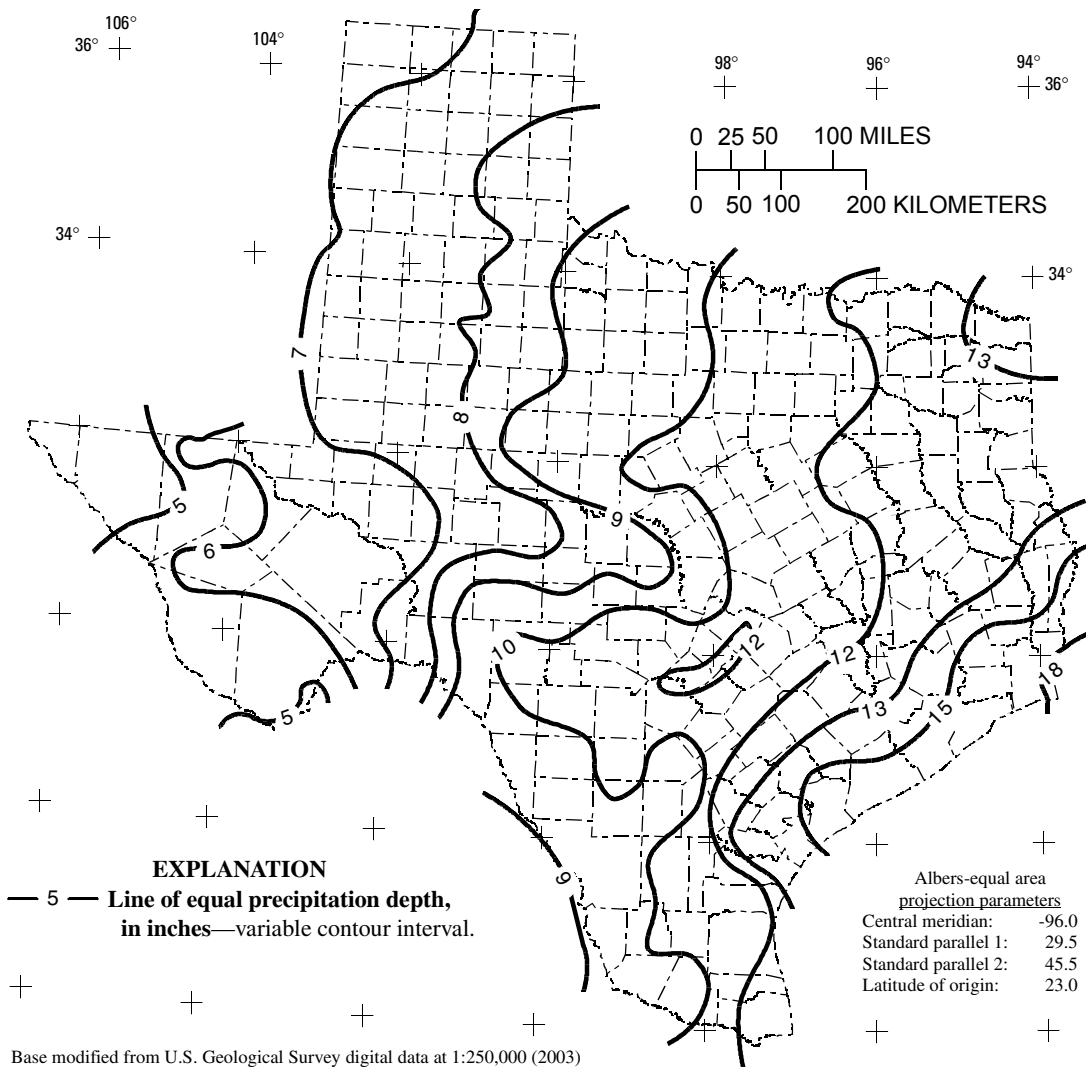 106°
36°
104°
98°
96°
94°
36°
0 25 50 100 MILES
0 50 100 200 KILOMETERS
34°
34°
7
13
8
5
9
6
10
12
12
18
13
15
5
9
EXPLANATION
5 Line of equal precipitation depth,
in inches—variable contour interval.
Albers-equal area
projection parameters
Central meridian: -96.0
Standard parallel 1: 29.5
Standard parallel 2: 45.5
Latitude of origin: 23.0
Base modified from U.S. Geological Survey digital data at 1:250,000 (2003)